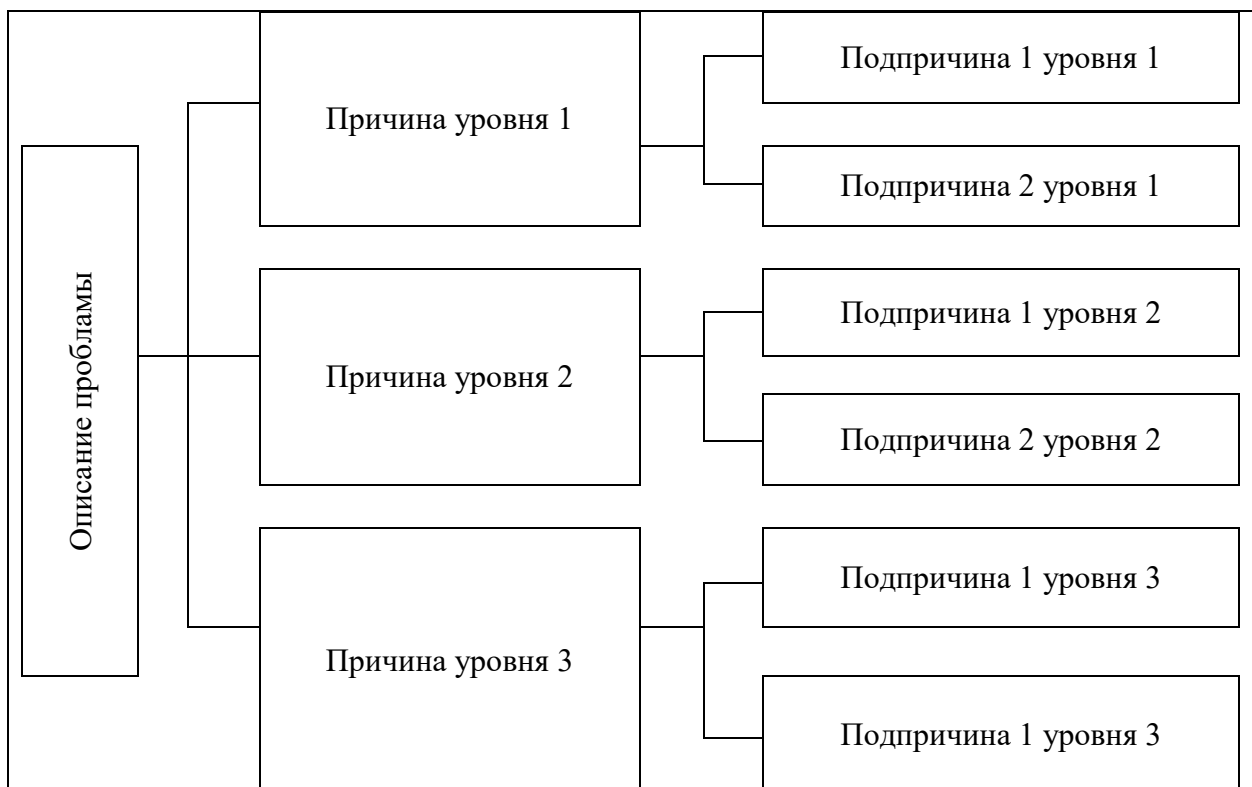 Описание пробламы
Причина уровня 1
Подпричина 1 уровня 1
Подпричина 2 уровня 1
Причина уровня 2
Подпричина 1 уровня 2
Подпричина 2 уровня 2
Причина уровня 3
Подпричина 1 уровня 3
Подпричина 1 уровня 3